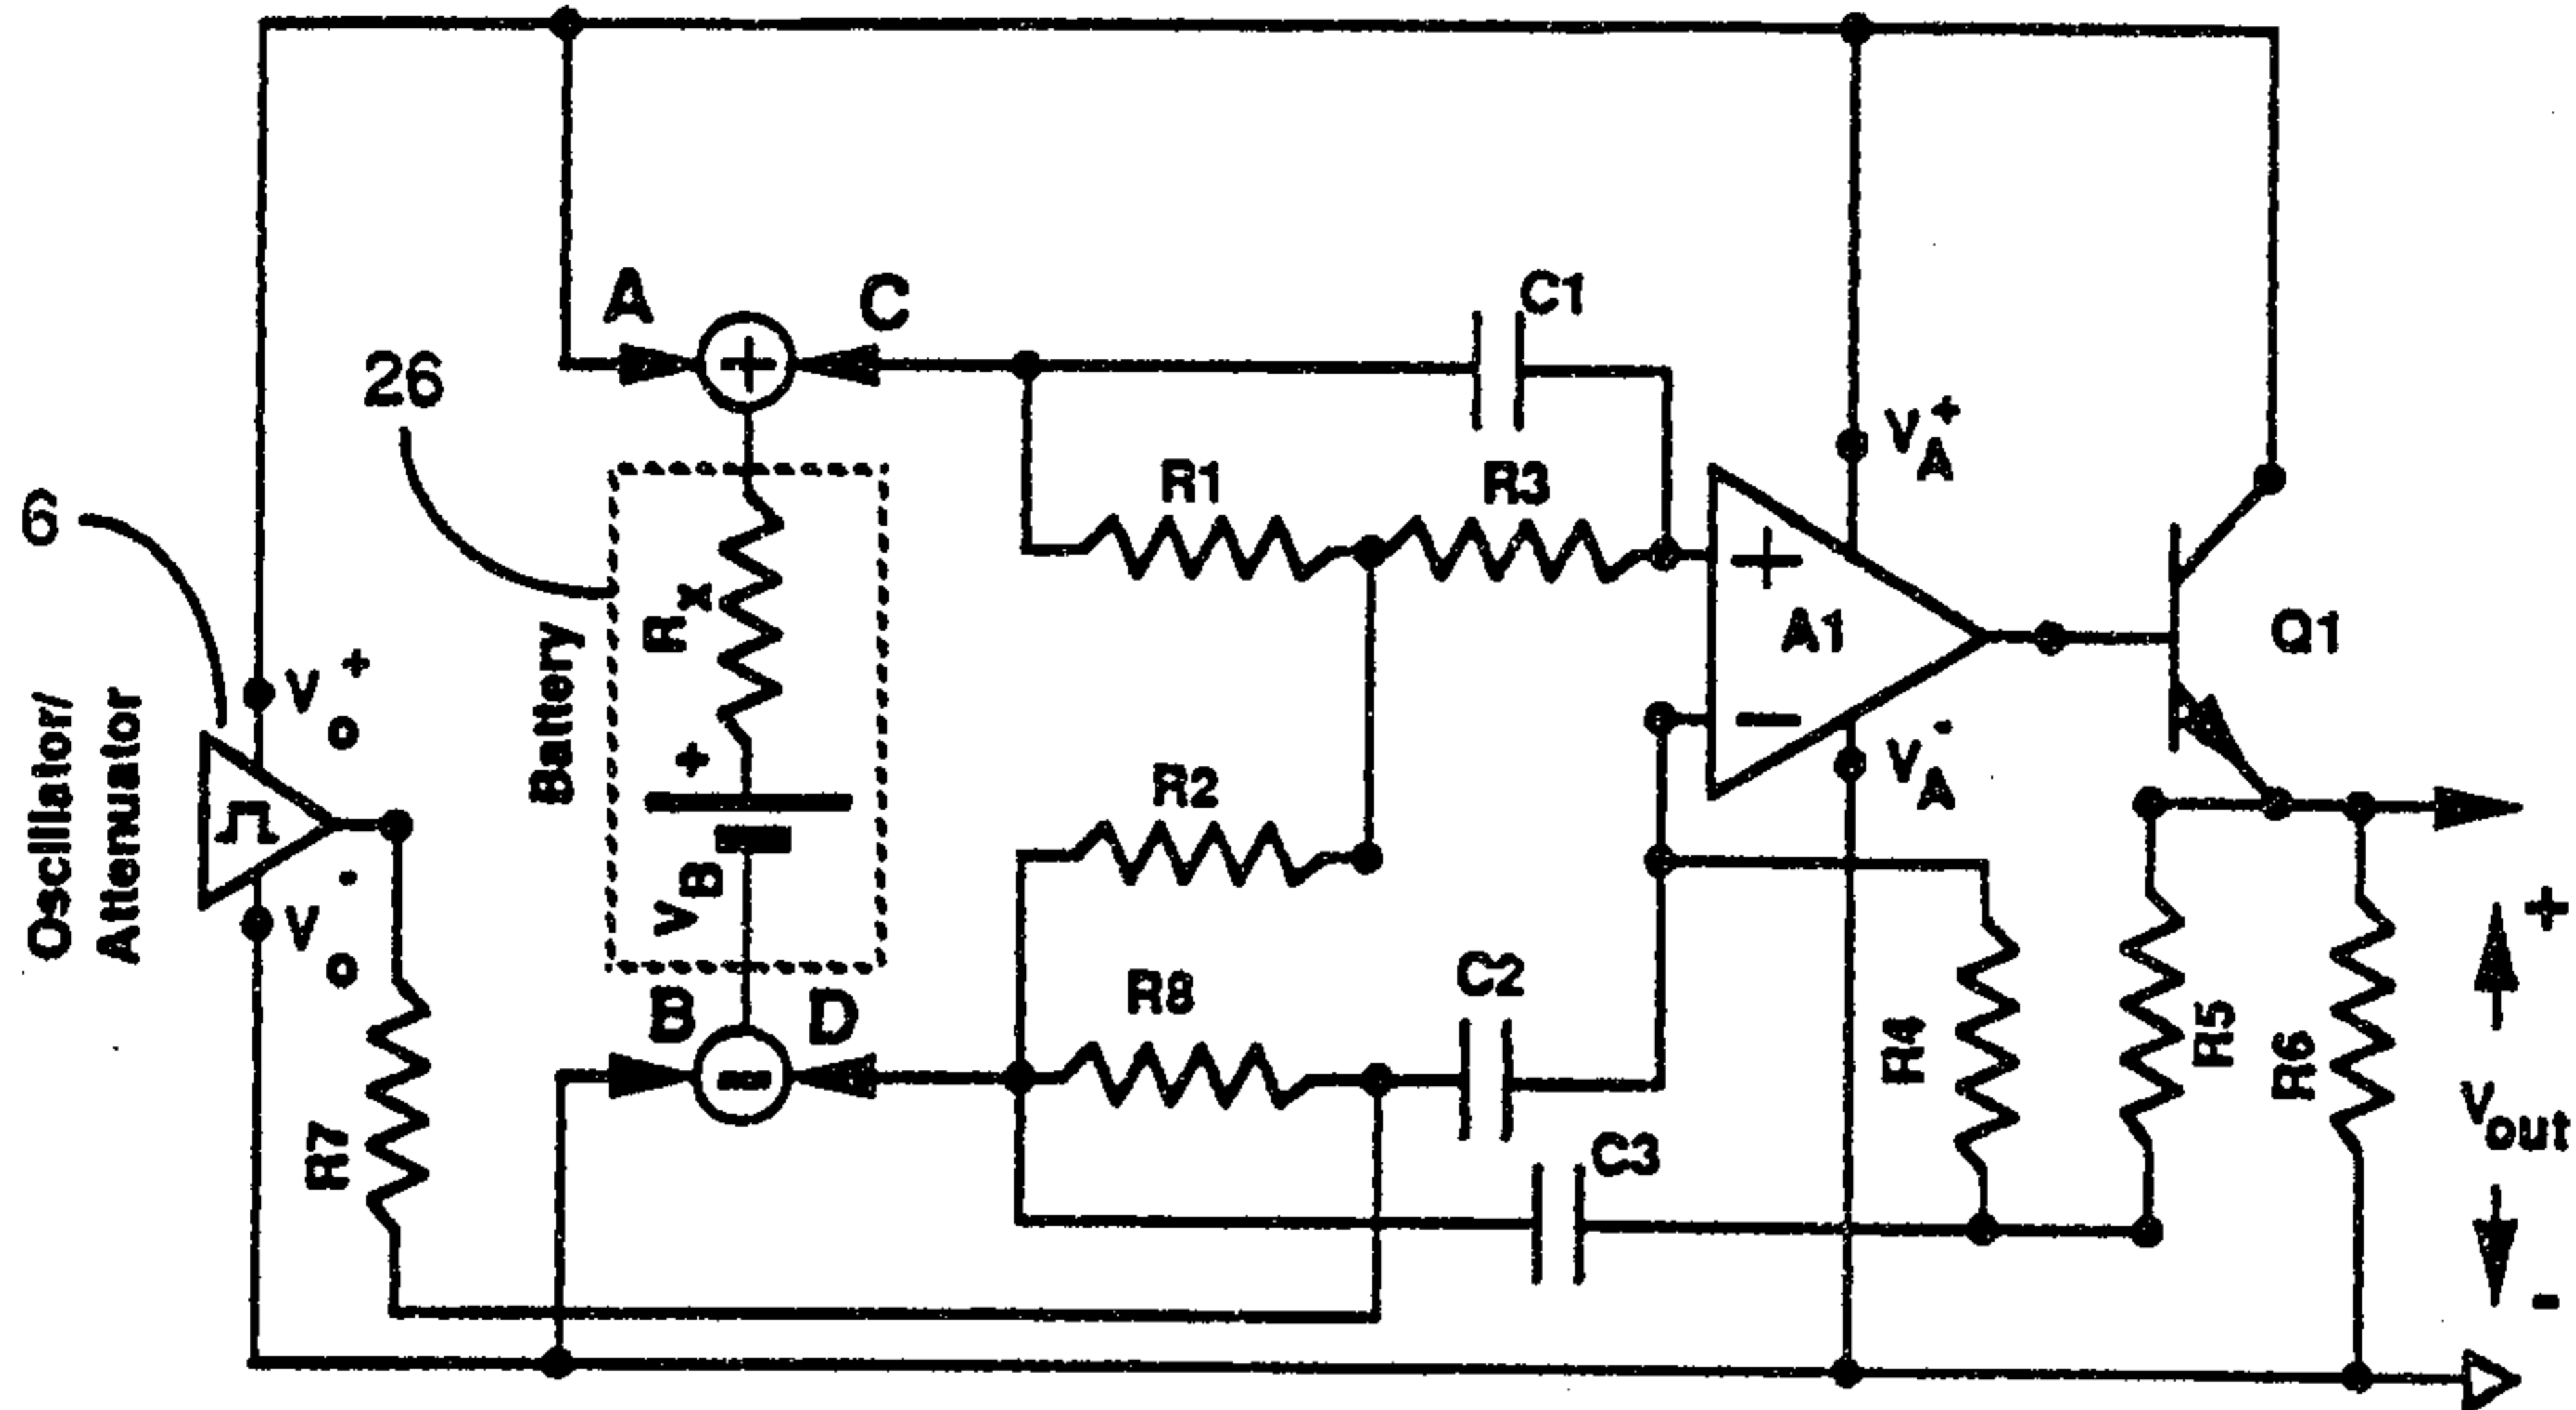 A
C
C1
26
V_A^+
R1
R3
6
+
R_x
A1
Q1
V_o^+
Battery
+
−
V_A^-
Oscillator/
Attenuator
R2
V_o^-
V_B
+
B
D
R8
C2
R4
R5
R6
V_out
R7
C3
-